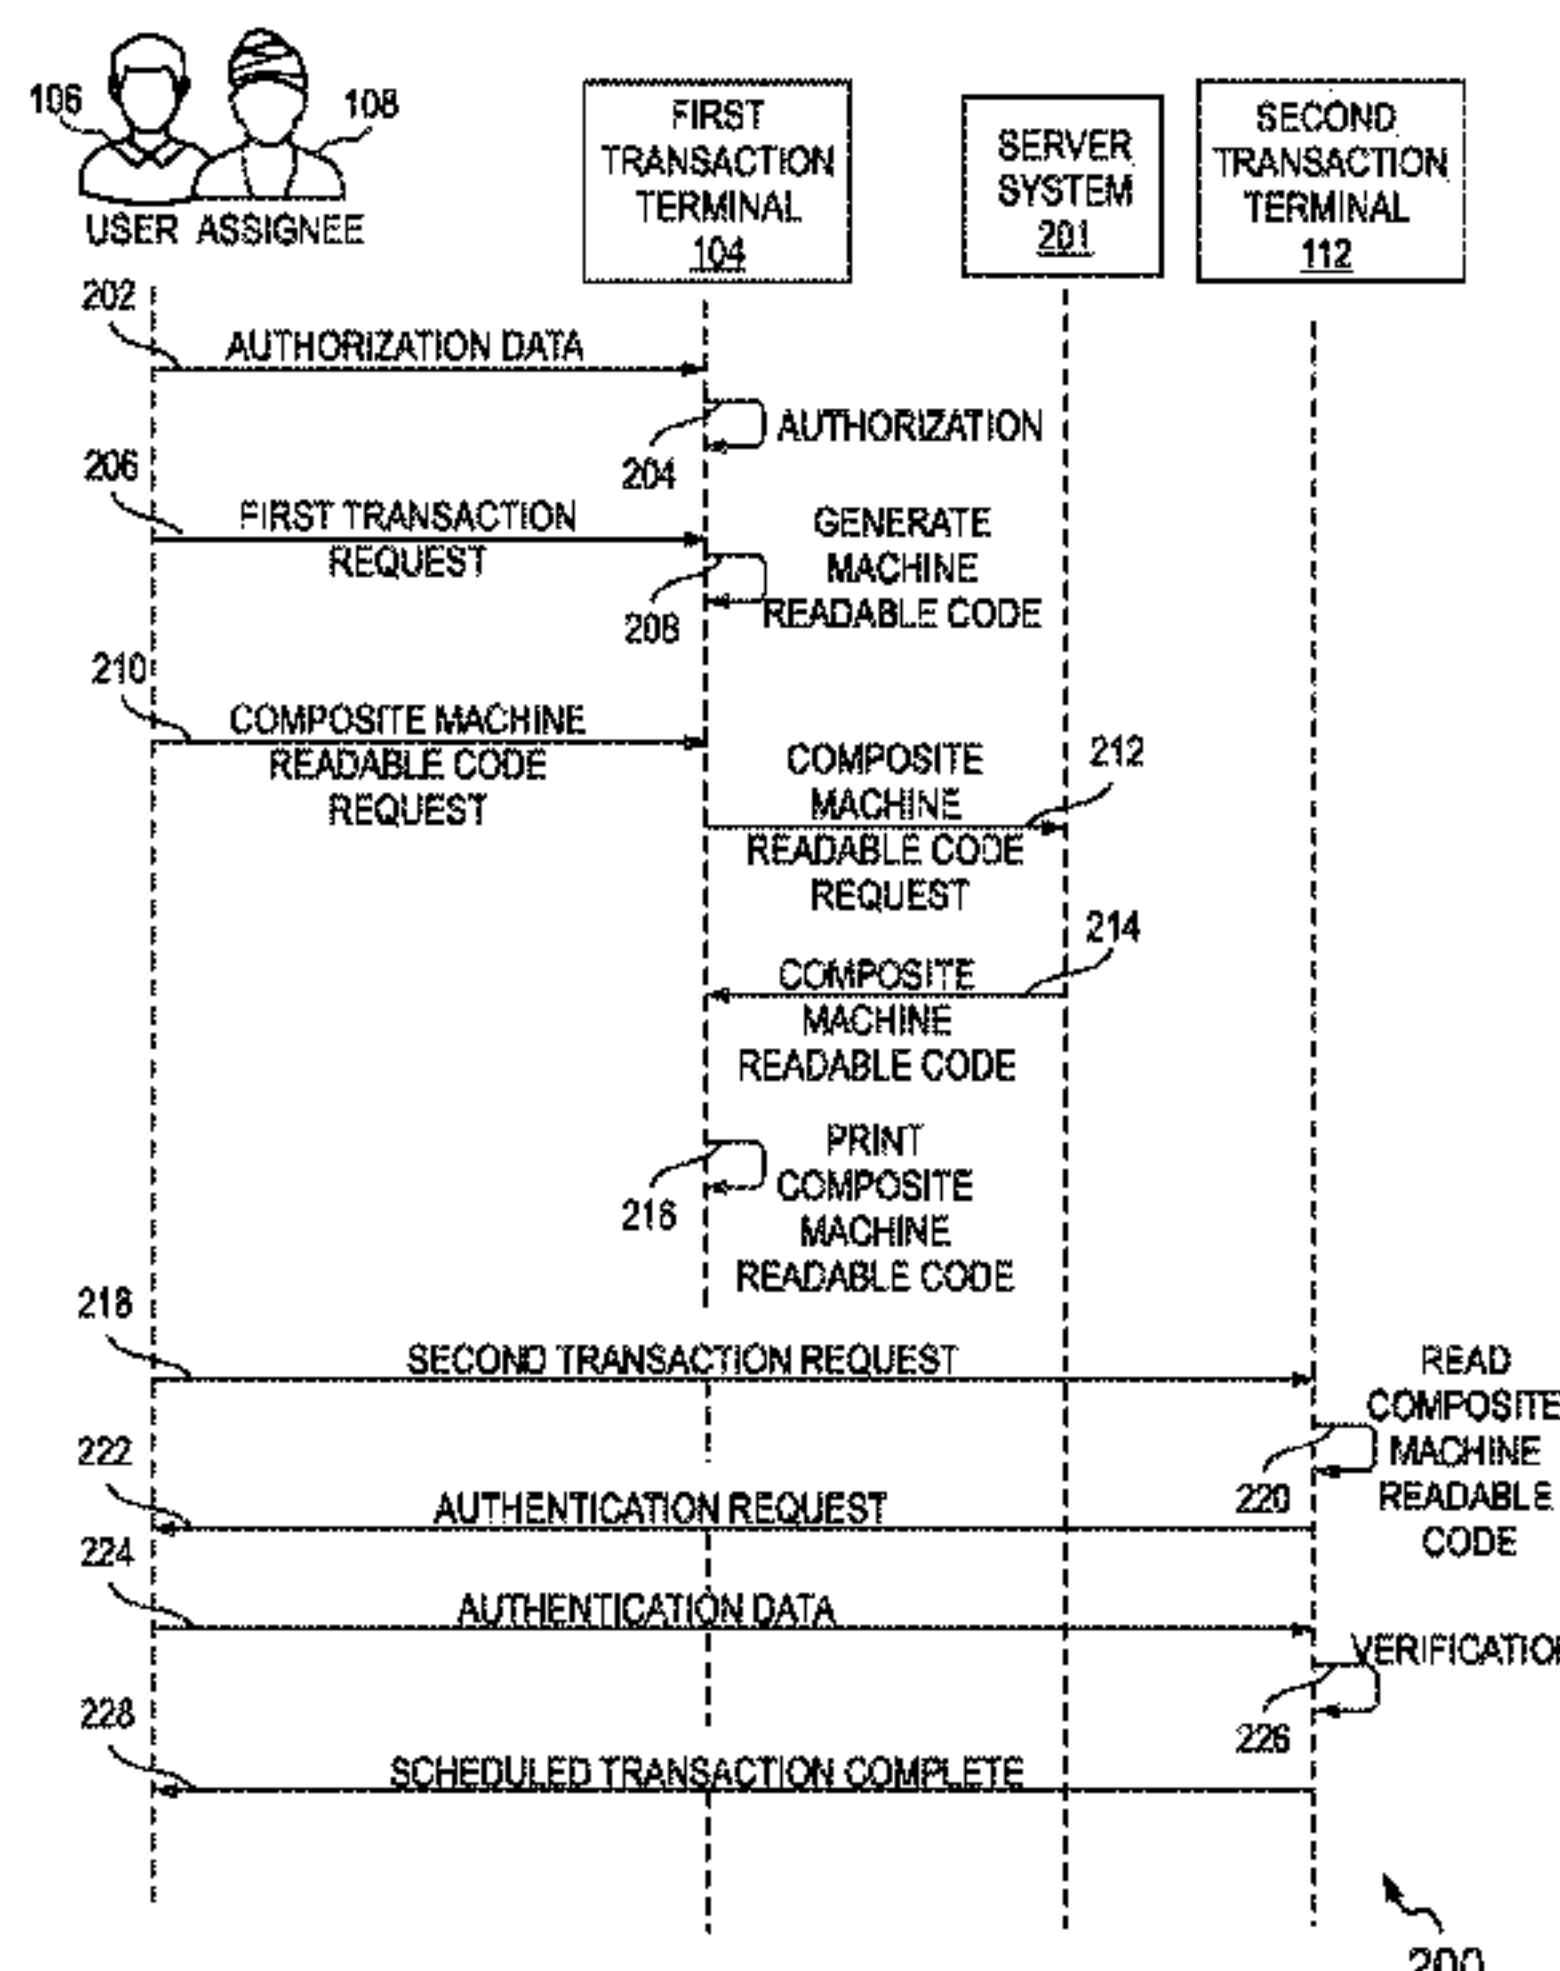 106
108
USER ASSIGNEE
FIRST
TRANSACTION
TERMINAL
104
SERVER
SYSTEM
201
SECOND
TRANSACTION
TERMINAL
112
202
AUTHORIZATION DATA
204
AUTHORIZATION
206
FIRST TRANSACTION
REQUEST
208
GENERATE
MACHINE
READABLE CODE
210
COMPOSITE MACHINE
READABLE CODE
REQUEST
212
COMPOSITE
MACHINE
READABLE CODE
REQUEST
214
COMPOSITE
MACHINE
READABLE CODE
216
PRINT
COMPOSITE
MACHINE
READABLE CODE
218
SECOND TRANSACTION REQUEST
220
READ
COMPOSITE
MACHINE
READABLE
CODE
222
AUTHENTICATION REQUEST
224
AUTHENTICATION DATA
226
VERIFICATION
228
SCHEDULED TRANSACTION COMPLETE
200